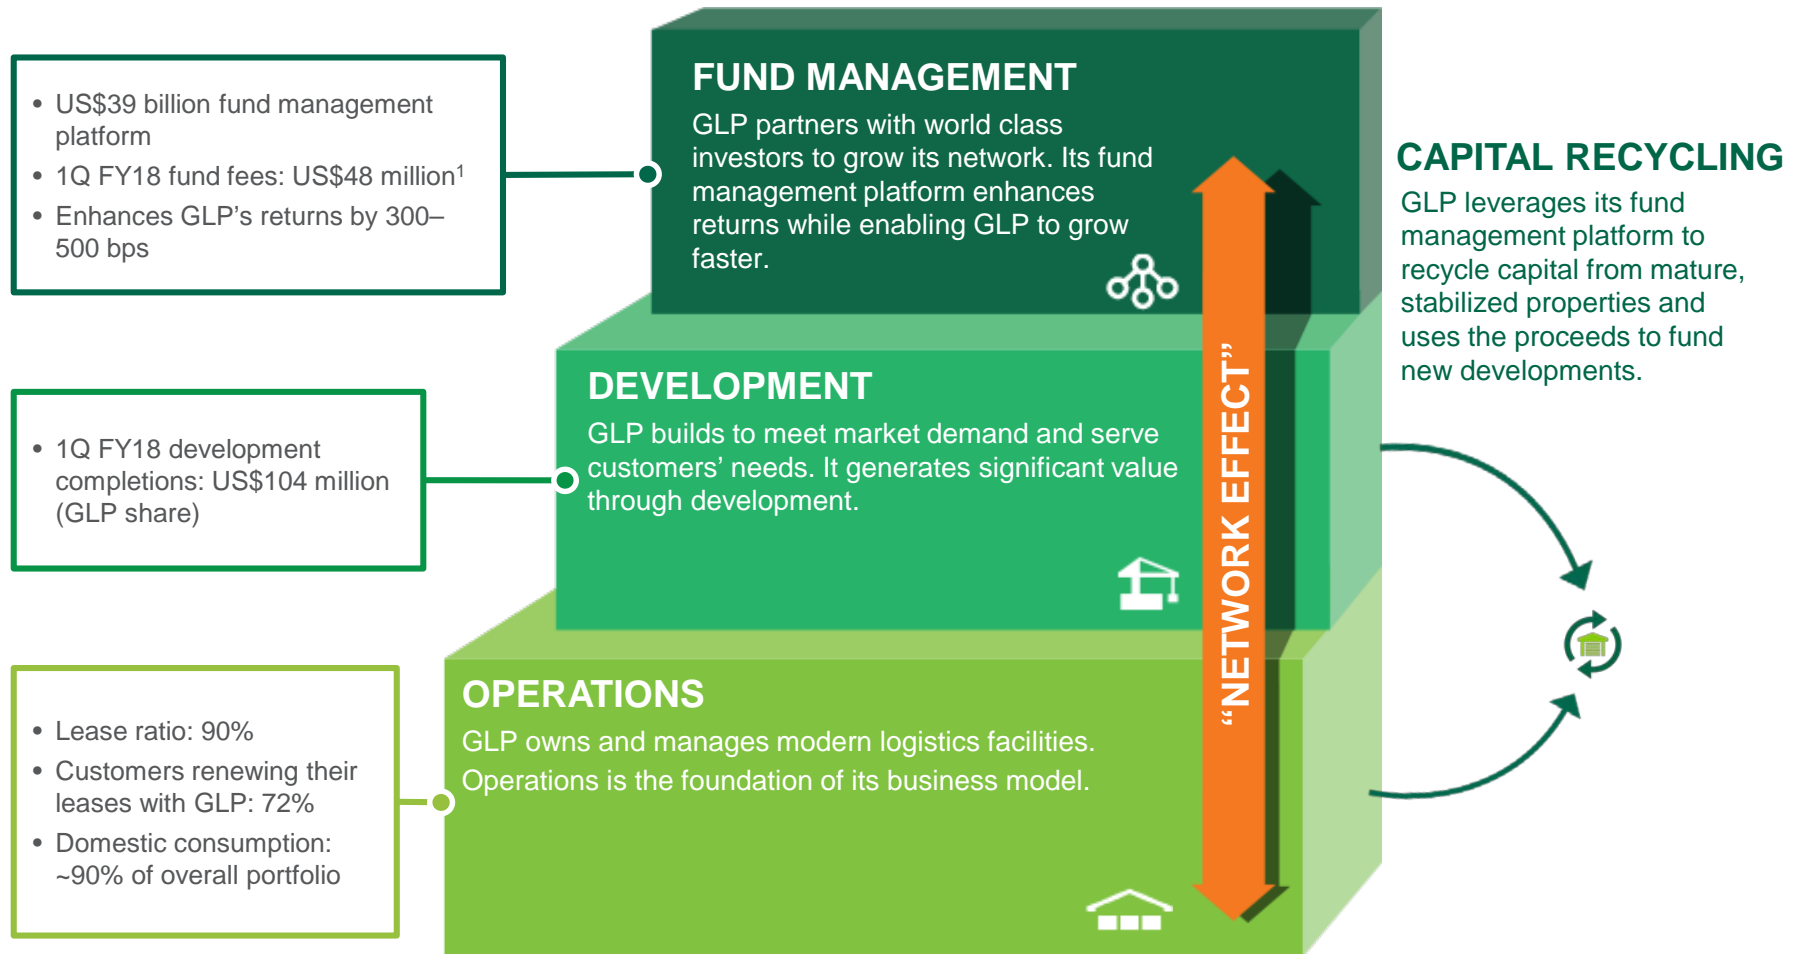 • US$39 billion fund management
platform
• 1Q FY18 fund fees: US$48 million¹
• Enhances GLP’s returns by 300–
500 bps
FUND MANAGEMENT
GLP partners with world class
investors to grow its network. Its fund
management platform enhances
returns while enabling GLP to grow
faster.
CAPITAL RECYCLING
GLP leverages its fund
management platform to
recycle capital from mature,
stabilized properties and
uses the proceeds to fund
new developments.
• 1Q FY18 development
completions: US$104 million
(GLP share)
DEVELOPMENT
GLP builds to meet market demand and serve
customers’ needs. It generates significant value
through development.
“NETWORK EFFECT”
• Lease ratio: 90%
• Customers renewing their
leases with GLP: 72%
• Domestic consumption:
~90% of overall portfolio
OPERATIONS
GLP owns and manages modern logistics facilities.
Operations is the foundation of its business model.